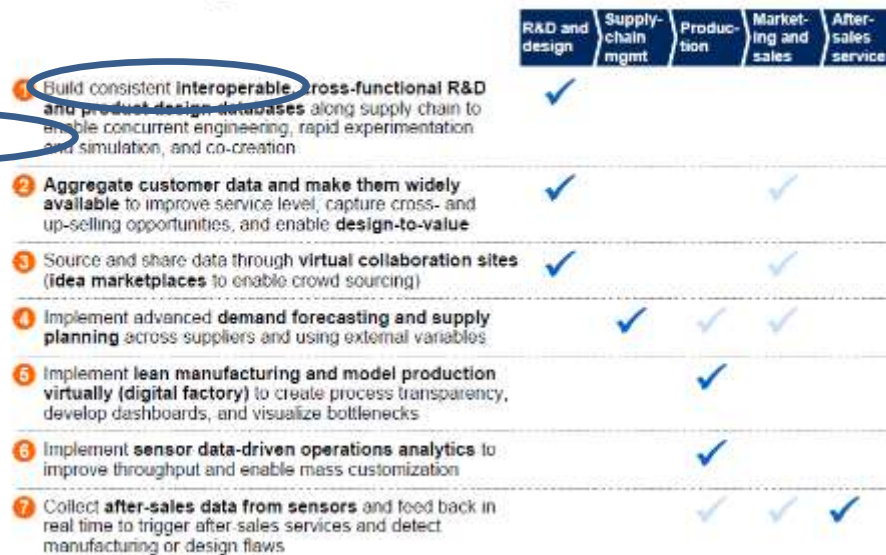 R&D and design
Supply-chain mgmt
Produc-tion
Market-ing and sales
After-sales service
1 Build consistent interoperable, cross-functional R&D
and product design databases along supply chain to
enable concurrent engineering, rapid experimentation
and simulation, and co-creation
2 Aggregate customer data and make them widely
available to improve service level, capture cross- and
up-selling opportunities, and enable design-to-value
3 Source and share data through virtual collaboration sites
(idea marketplaces to enable crowd sourcing)
4 Implement advanced demand forecasting and supply
planning across suppliers and using external variables
5 Implement lean manufacturing and model production
virtually (digital factory) to create process transparency,
develop dashboards, and visualize bottlenecks
6 Implement sensor data-driven operations analytics to
improve throughput and enable mass customization
7 Collect after-sales data from sensors and feed back in
real time to trigger after-sales services and detect
manufacturing or design flaws